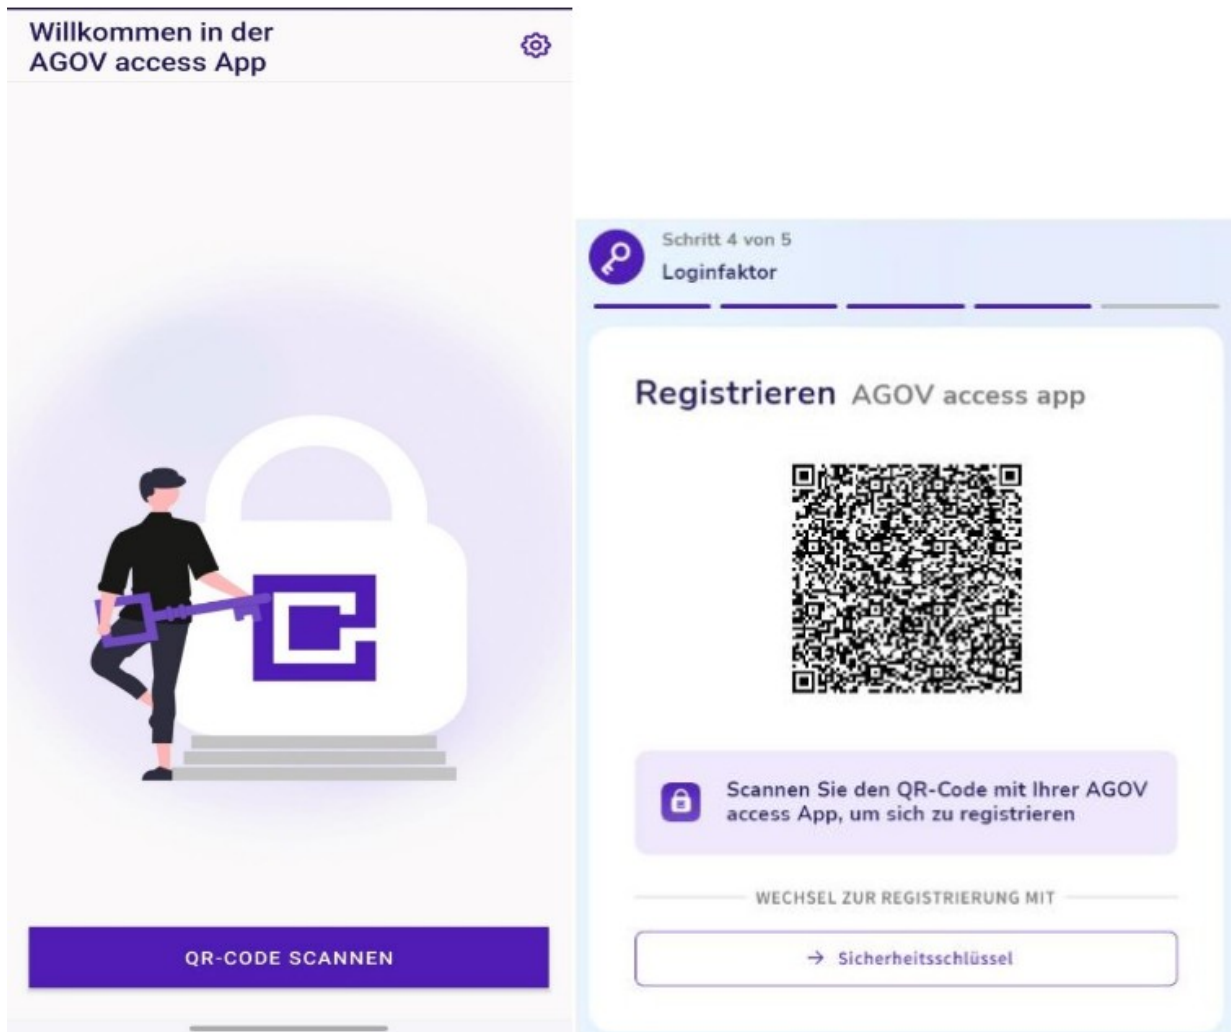 Willkommen in der
AGOV access App
QR-CODE SCANNEN
Schritt 4 von 5
Loginfaktor
Registrieren AGOV access app
Scannen Sie den QR-Code mit Ihrer AGOV
access App, um sich zu registrieren
WECHSEL ZUR REGISTRIERUNG MIT
→ Sicherheitsschlüssel